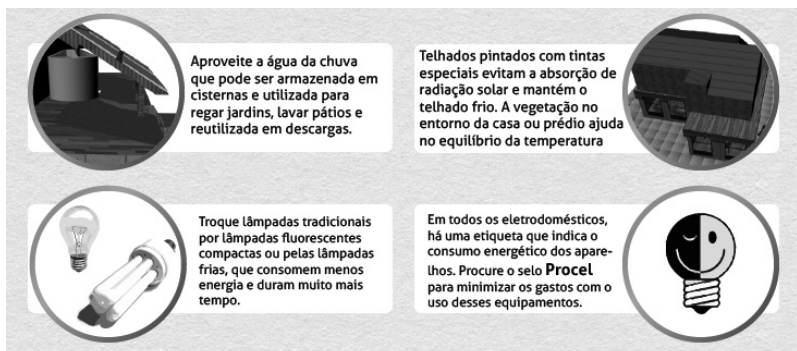 Aproveite a água da chuva
que pode ser armazenada em
cisternas e utilizada para
regar jardins, lavar pátios e
reutilizada em descargas.
Telhados pintados com tintas
especiais evitam a absorção de
radiação solar e mantém o
telhado frio. A vegetação no
entorno da casa ou prédio ajuda
no equilíbrio da temperatura
Troque lâmpadas tradicionais
por lâmpadas fluorescentes
compactas ou pelas lâmpadas
frias, que consomem menos
energia e duram muito mais
tempo.
Em todos os eletrodomésticos,
há uma etiqueta que indica o
consumo energético dos apare-
lhos. Procure o selo Procel
para minimizar os gastos com o
uso desses equipamentos.